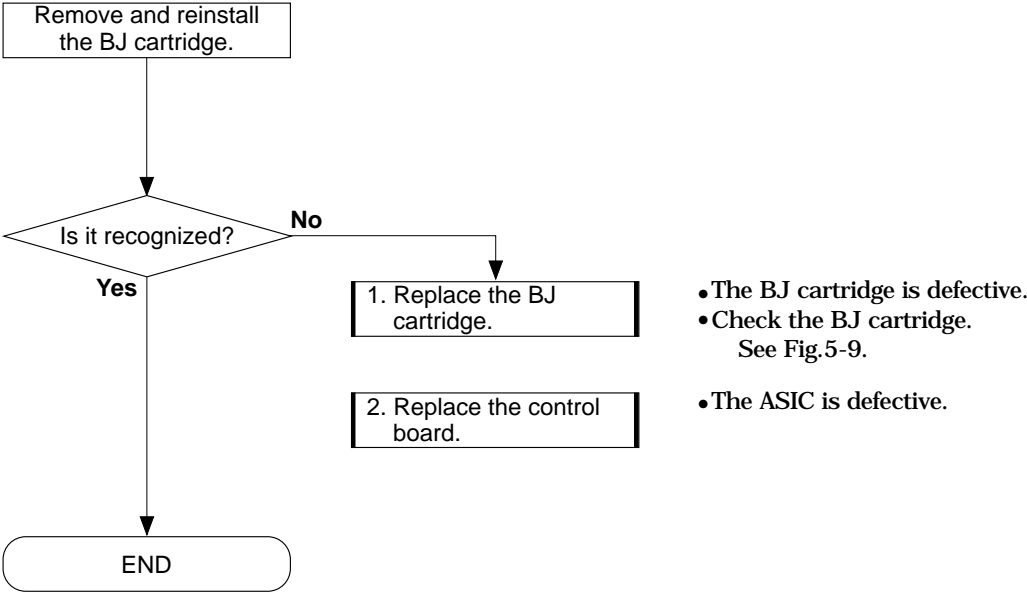 Remove and reinstall
the BJ cartridge.
Is it recognized?
No
Yes
1. Replace the BJ
cartridge.
•The BJ cartridge is defective.
•Check the BJ cartridge.
See Fig.5-9.
2. Replace the control
board.
•The ASIC is defective.
END